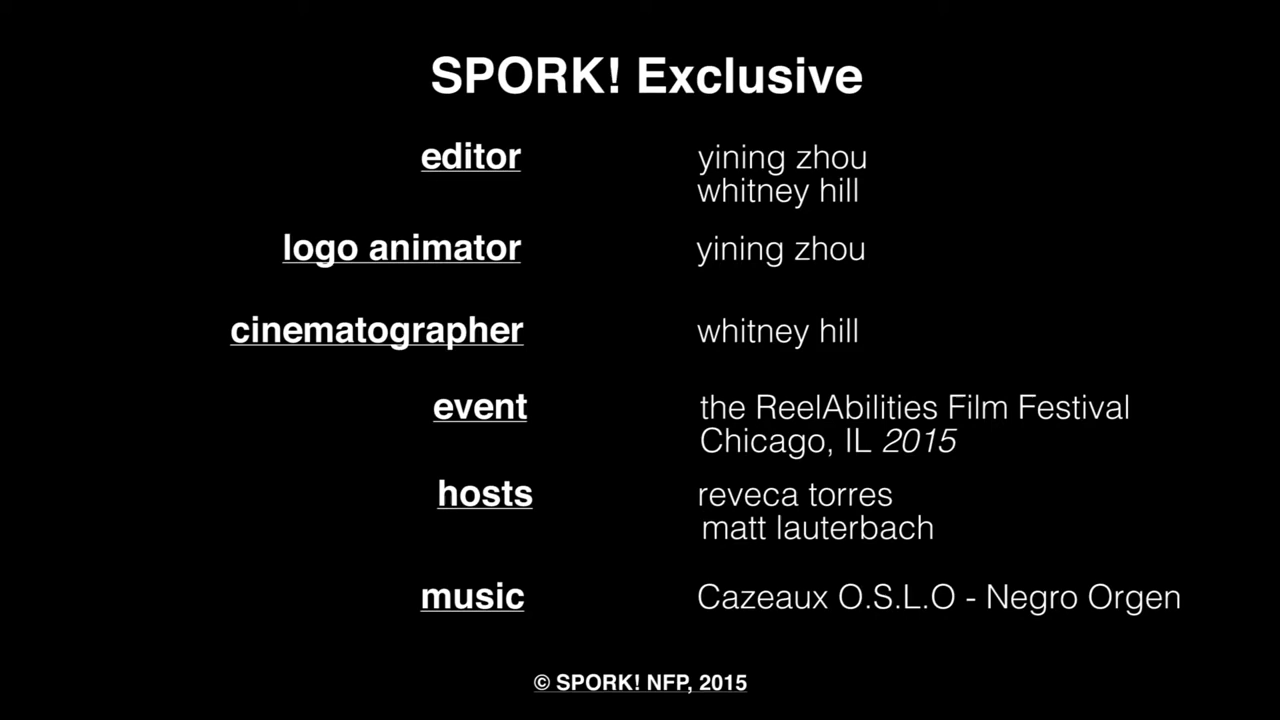 SPORK! Exclusive
editor yining zhou
whitney hill
logo animator yining zhou
cinematographer whitney hill
event the ReelAbilities Film Festival
Chicago, IL 2015
hosts reveca torres
matt lauterbach
music Cazeaux O.S.L.O - Negro Orgen
© SPORK! NFP, 2015